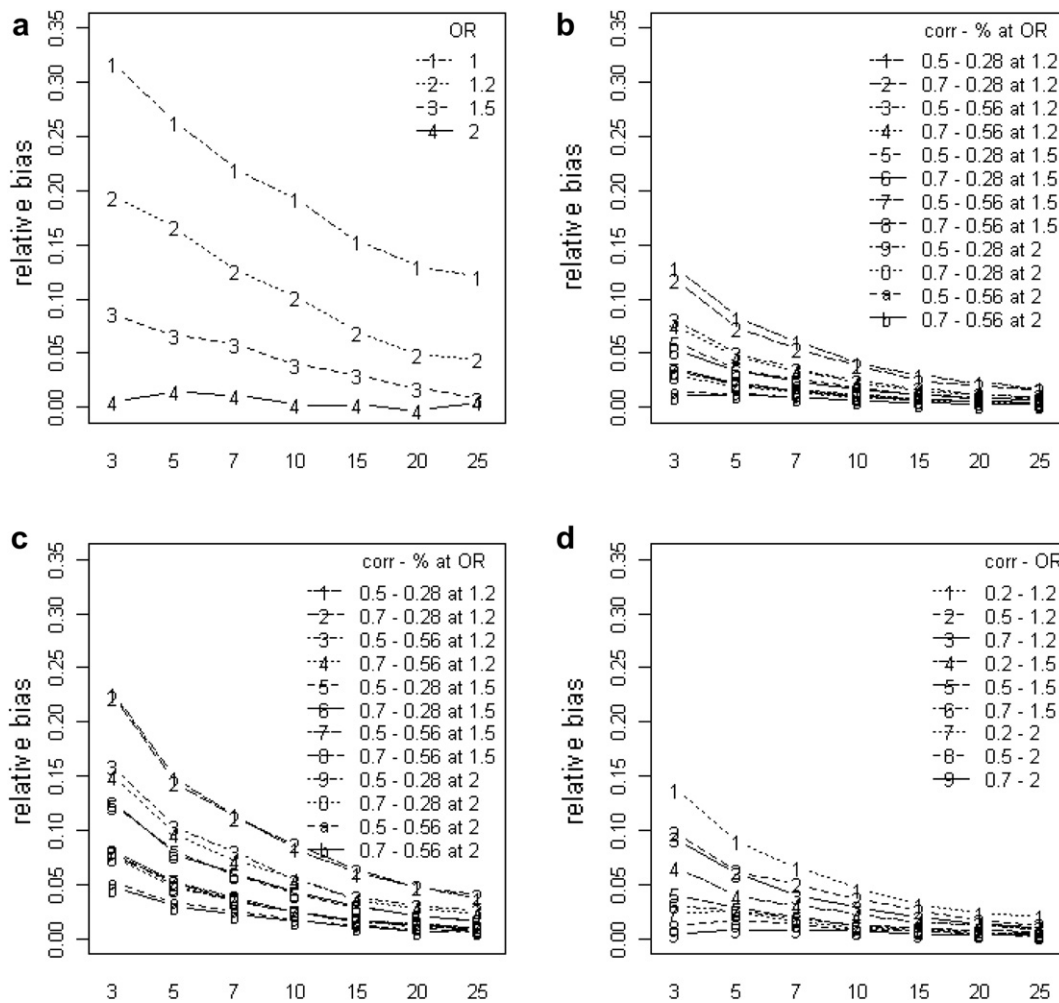 a
OR
1 1
2 1.2
3 1.5
4 2
relative bias
0.00 0.05 0.10 0.15 0.20 0.25 0.30 0.35
3 5 7 10 15 20 25
b
corr - % at OR
1 0.5 - 0.28 at 1.2
2 0.7 - 0.28 at 1.2
3 0.5 - 0.56 at 1.2
4 0.7 - 0.56 at 1.2
5 0.5 - 0.28 at 1.5
6 0.7 - 0.28 at 1.5
7 0.5 - 0.56 at 1.5
8 0.7 - 0.56 at 1.5
9 0.5 - 0.28 at 2
0 0.7 - 0.28 at 2
a 0.5 - 0.56 at 2
b 0.7 - 0.56 at 2
relative bias
0.00 0.05 0.10 0.15 0.20 0.25 0.30 0.35
3 5 7 10 15 20 25
c
corr - % at OR
1 0.5 - 0.28 at 1.2
2 0.7 - 0.28 at 1.2
3 0.5 - 0.56 at 1.2
4 0.7 - 0.56 at 1.2
5 0.5 - 0.28 at 1.5
6 0.7 - 0.28 at 1.5
7 0.5 - 0.56 at 1.5
8 0.7 - 0.56 at 1.5
9 0.5 - 0.28 at 2
0 0.7 - 0.28 at 2
a 0.5 - 0.56 at 2
b 0.7 - 0.56 at 2
relative bias
0.00 0.05 0.10 0.15 0.20 0.25 0.30 0.35
3 5 7 10 15 20 25
d
corr - OR
1 0.2 - 1.2
2 0.5 - 1.2
3 0.7 - 1.2
4 0.2 - 1.5
5 0.5 - 1.5
6 0.7 - 1.5
7 0.2 - 2
8 0.5 - 2
9 0.7 - 2
relative bias
0.00 0.05 0.10 0.15 0.20 0.25 0.30 0.35
3 5 7 10 15 20 25